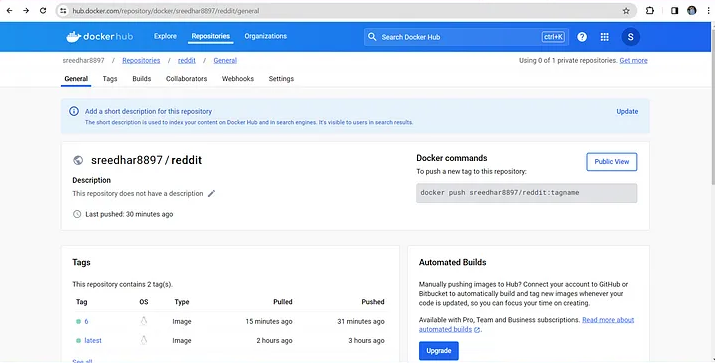 hub.docker.com/repository/docker/sreedhar8897/reddit/general
dockerhub Explore Repositories Organizations Search Docker Hub ctrl+K ? S
sreedhar8897 / Repositories / reddit / General Using 0 of 1 private repositories. Get more
General Tags Builds Collaborators Webhooks Settings
Add a short description for this repository Update
The short description is used to index your content on Docker Hub and in search engines. It's visible to users in search results.
sreedhar8897 / reddit
Description
This repository does not have a description
Last pushed: 30 minutes ago
Docker commands
Public View
To push a new tag to this repository:
docker push sreedhar8897/reddit:tagname
Tags
This repository contains 2 tag(s).
Tag OS Type Pulled Pushed
6 Image 15 minutes ago 31 minutes ago
latest Image 2 hours ago 3 hours ago
See all
Automated Builds
Manually pushing images to Hub? Connect your account to GitHub or
Bitbucket to automatically build and tag new images whenever your
code is updated, so you can focus your time on creating.
Available with Pro, Team and Business subscriptions. Read more about
automated builds
Upgrade